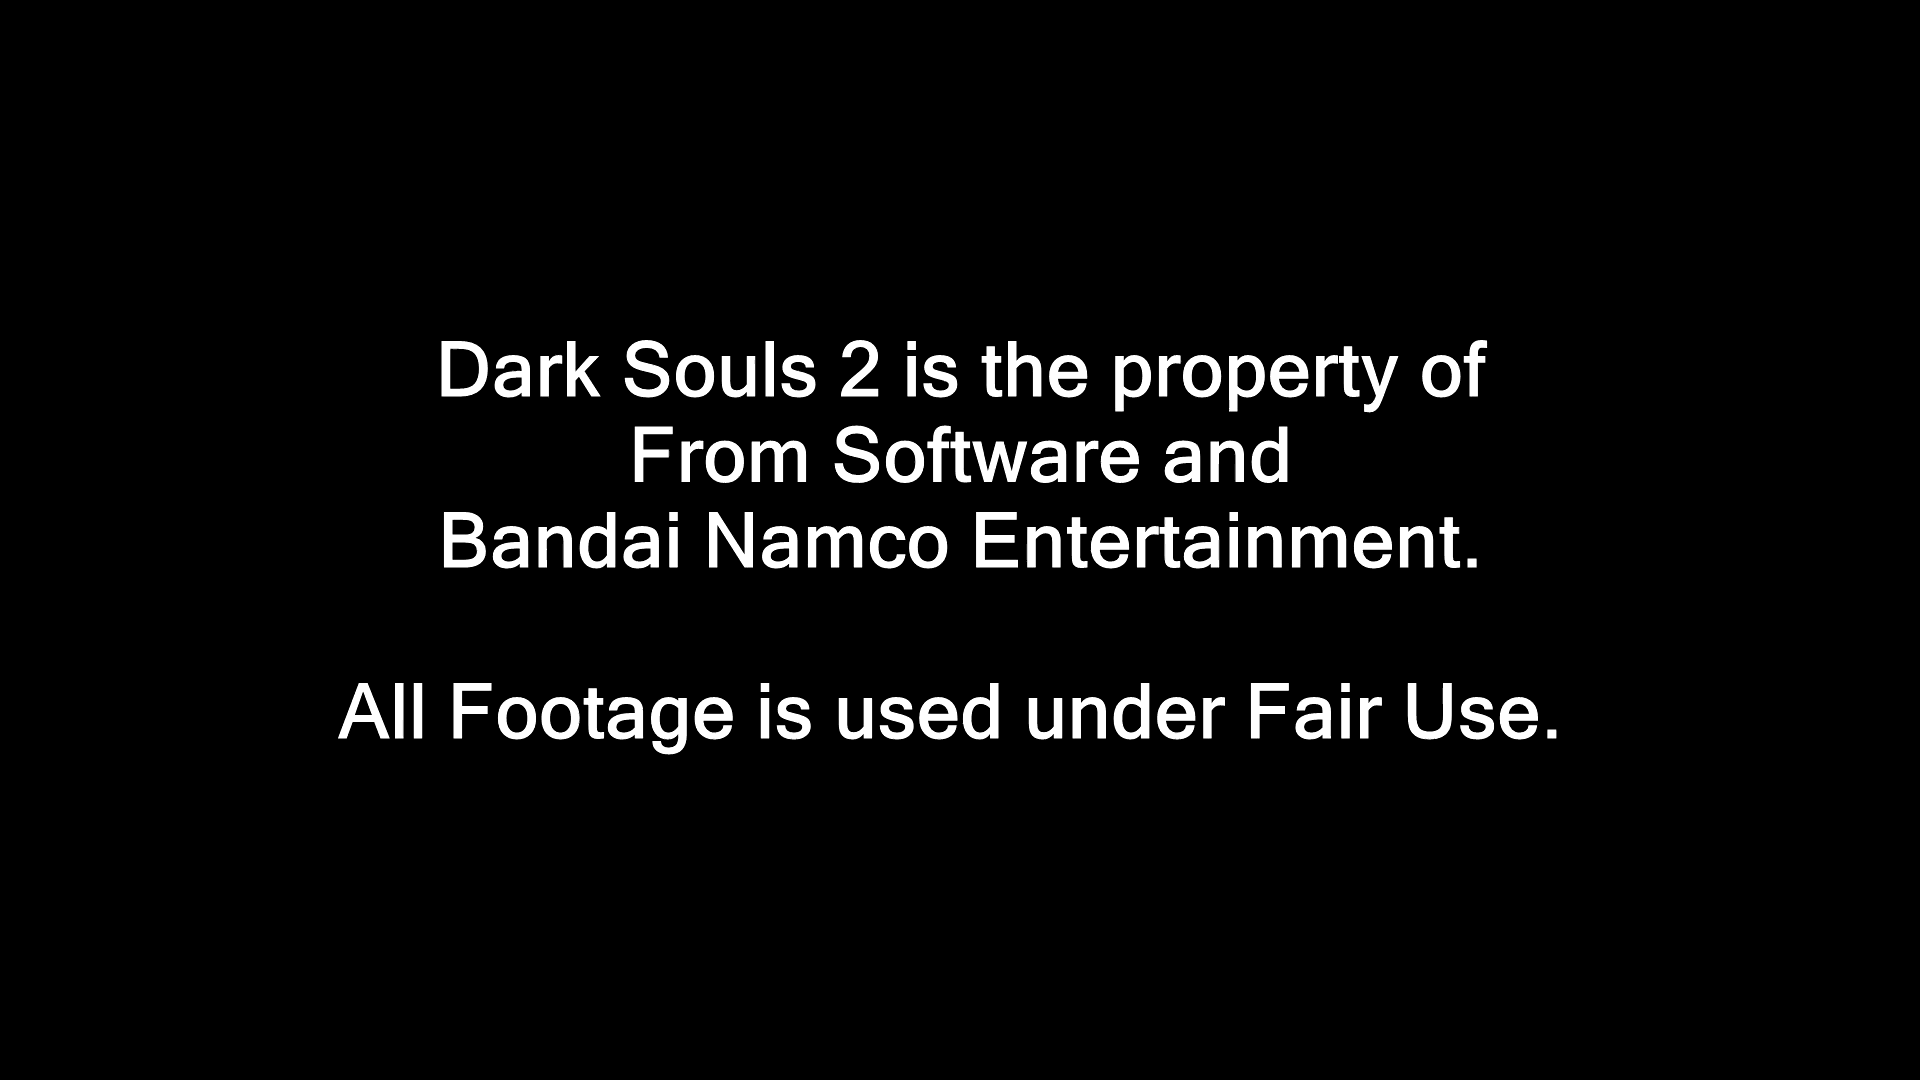 Dark Souls 2 is the property of
From Software and
Bandai Namco Entertainment.
All Footage is used under Fair Use.